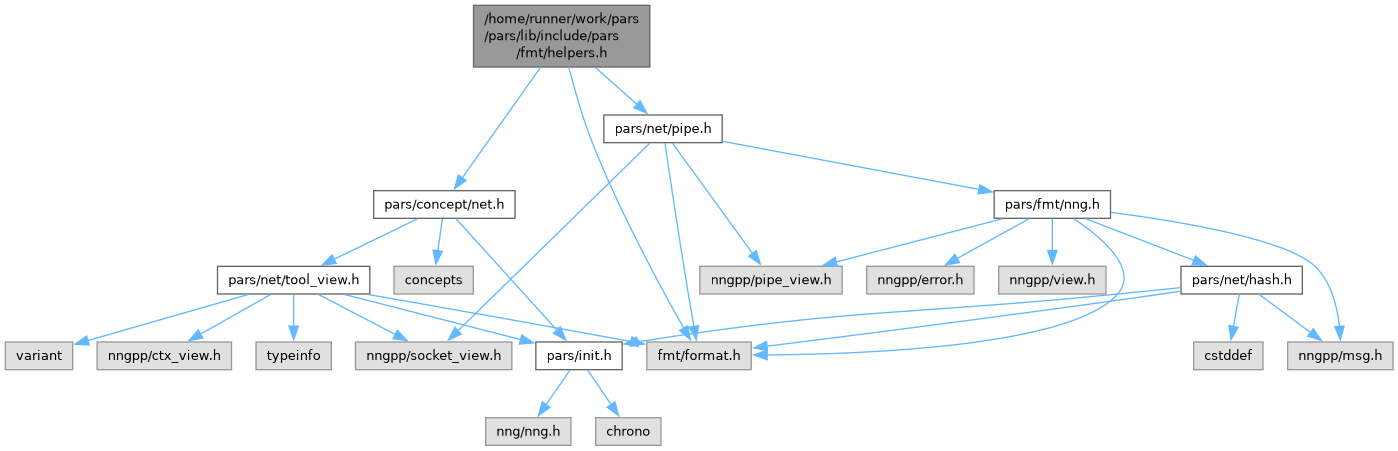 /home/runner/work/pars
/pars/lib/include/pars
/fmt/helpers.h
pars/net/pipe.h
pars/concept/net.h
pars/fmt/nng.h
pars/net/tool_view.h
concepts
nngpp/pipe_view.h
nngpp/error.h
nngpp/view.h
pars/net/hash.h
variant
nngpp/ctx_view.h
typeinfo
nngpp/socket_view.h
pars/init.h
fmt/format.h
cstddef
nngpp/msg.h
nng/nng.h
chrono